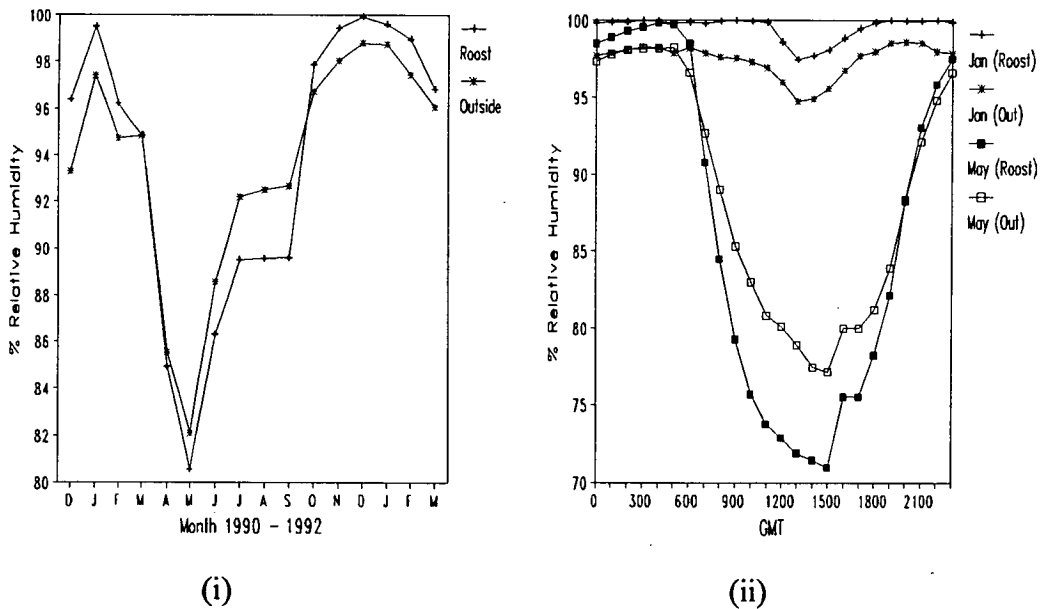 % Relative Humidity
100
98
96
94
92
90
88
86
84
82
80
D J F M A M J J A S O N D J F M
Month 1990 - 1992
Roost
Outside
(i)
% Relative Humidity
100
95
90
85
80
75
70
0 300 600 900 1200 1500 1800 2100
GMT
Jan (Roost)
Jan (Out)
May (Roost)
May (Out)
(ii)